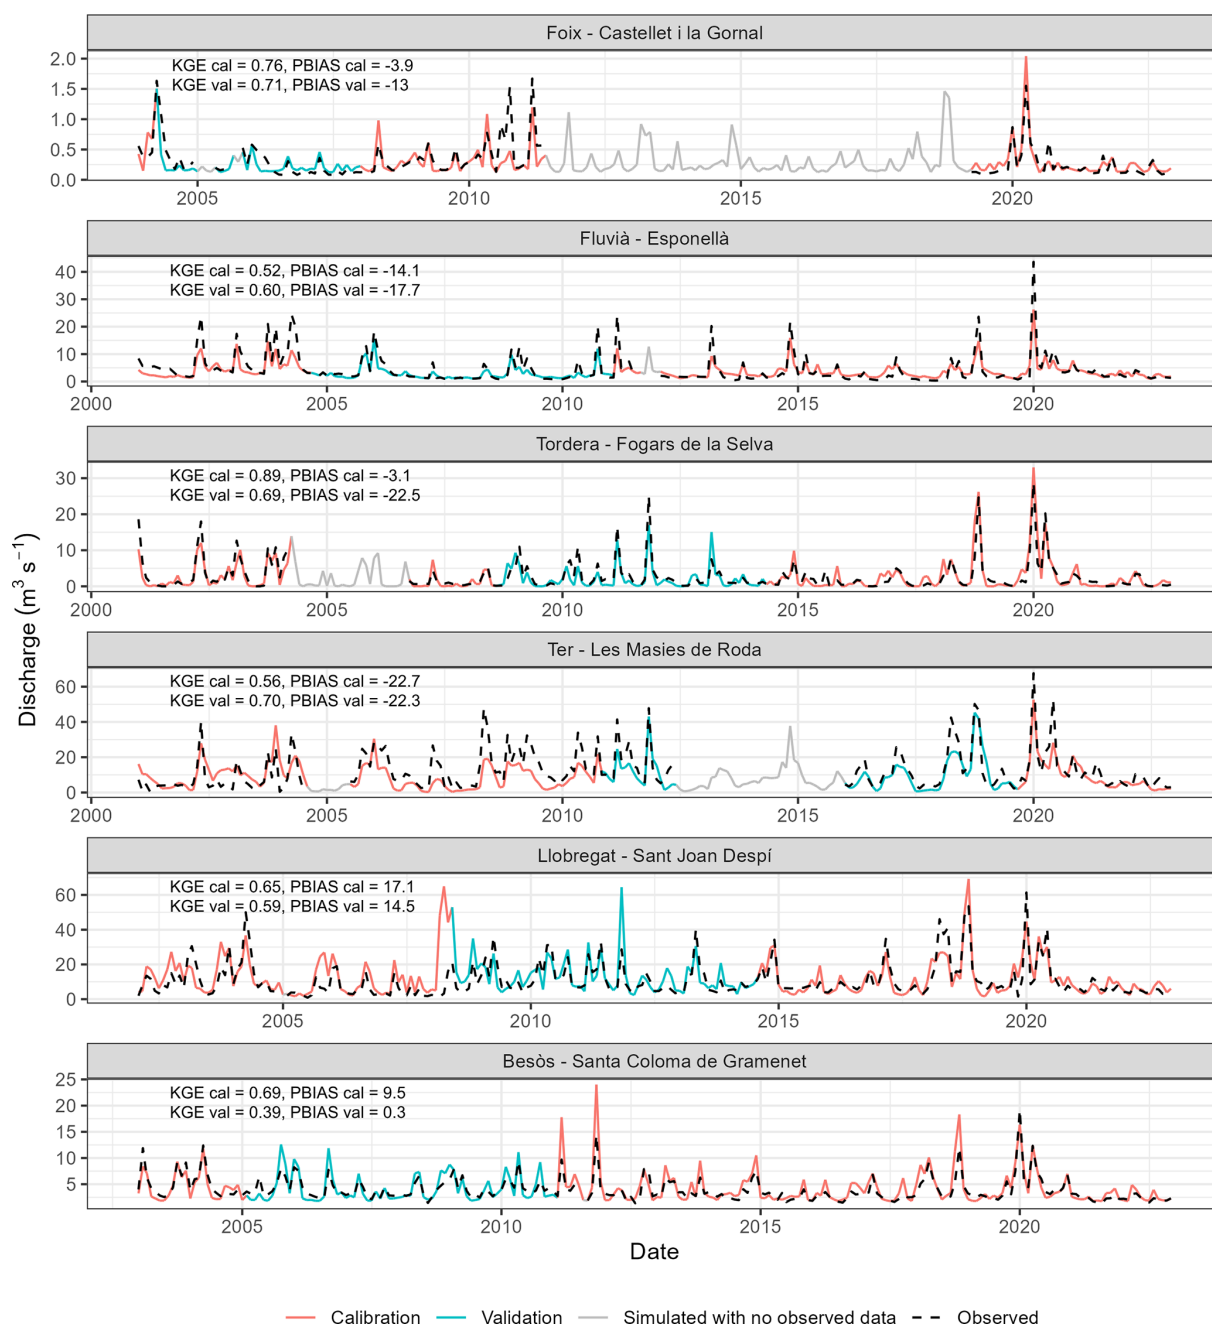 Foix - Castellet i la Gornal
KGE cal = 0.76, PBIAS cal = -3.9
KGE val = 0.71, PBIAS val = -13
2.0
1.5
1.0
0.5
0.0
2005 2010 2015 2020
Fluvià - Esponellà
KGE cal = 0.52, PBIAS cal = -14.1
KGE val = 0.60, PBIAS val = -17.7
40
30
20
10
0
2000 2005 2010 2015 2020
Tordera - Fogars de la Selva
KGE cal = 0.89, PBIAS cal = -3.1
KGE val = 0.69, PBIAS val = -22.5
30
20
10
0
2000 2005 2010 2015 2020
Discharge (m³ s⁻¹)
Ter - Les Masies de Roda
KGE cal = 0.56, PBIAS cal = -22.7
KGE val = 0.70, PBIAS val = -22.3
60
40
20
0
2000 2005 2010 2015 2020
Llobregat - Sant Joan Despí
KGE cal = 0.65, PBIAS cal = 17.1
KGE val = 0.59, PBIAS val = 14.5
60
40
20
0
2005 2010 2015 2020
Besòs - Santa Coloma de Gramenet
KGE cal = 0.69, PBIAS cal = 9.5
KGE val = 0.39, PBIAS val = 0.3
25
20
15
10
5
2005 2010 2015 2020
Date
Calibration Validation Simulated with no observed data Observed